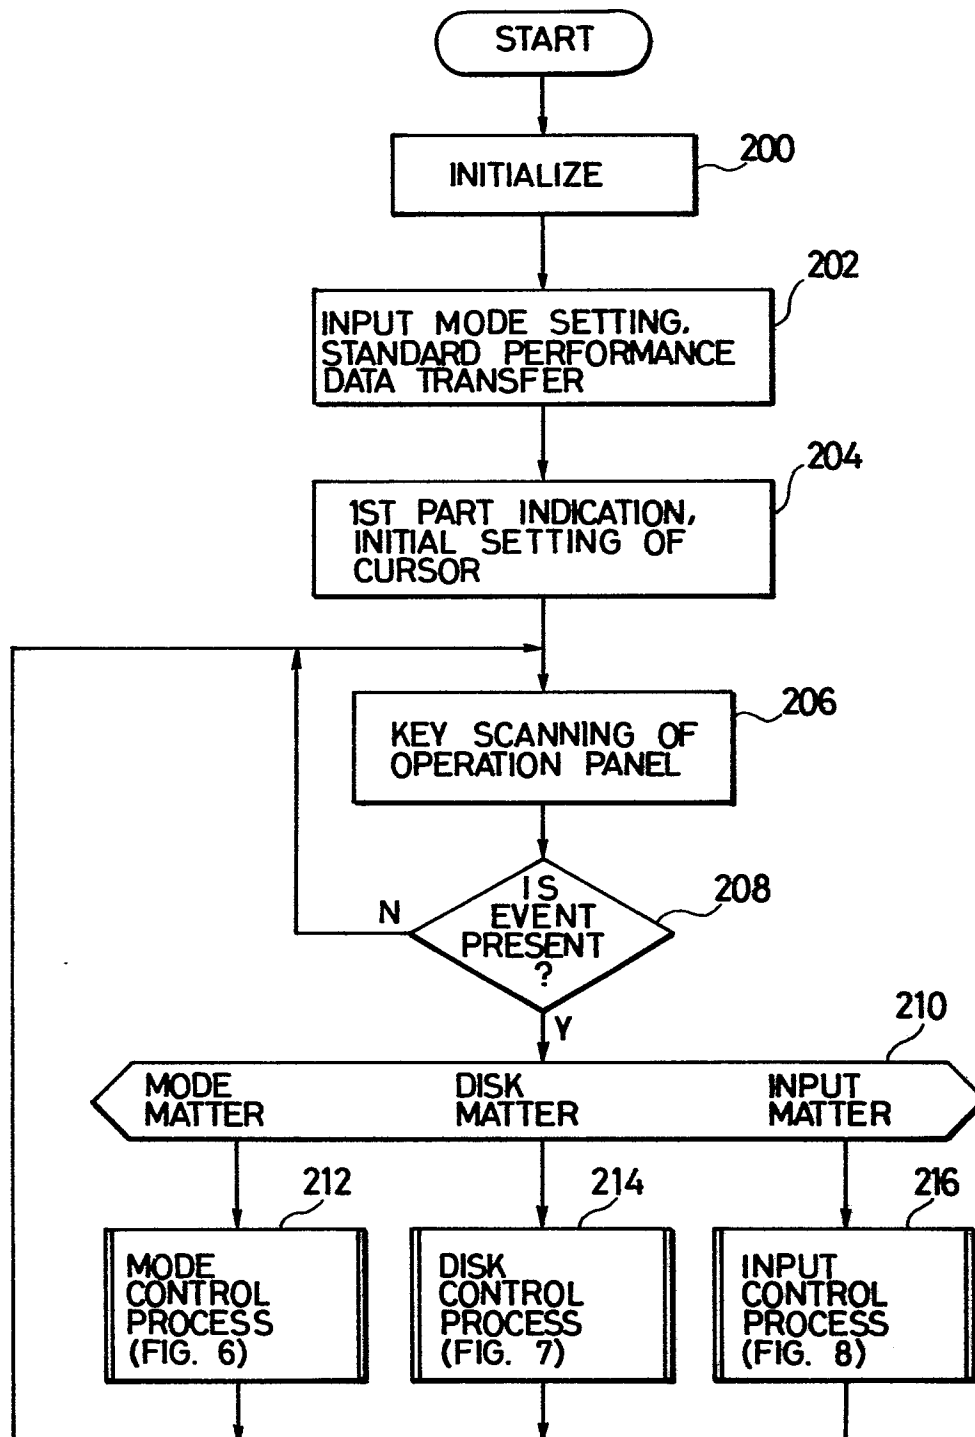 START
INITIALIZE
200
202
INPUT MODE SETTING.
STANDARD PERFORMANCE
DATA TRANSFER
204
1ST PART INDICATION,
INITIAL SETTING OF
CURSOR
206
KEY SCANNING OF
OPERATION PANEL
208
N
IS
EVENT
PRESENT
?
Y
210
MODE
MATTER
DISK
MATTER
INPUT
MATTER
212
214
216
MODE
CONTROL
PROCESS
(FIG. 6)
DISK
CONTROL
PROCESS
(FIG. 7)
INPUT
CONTROL
PROCESS
(FIG. 8)